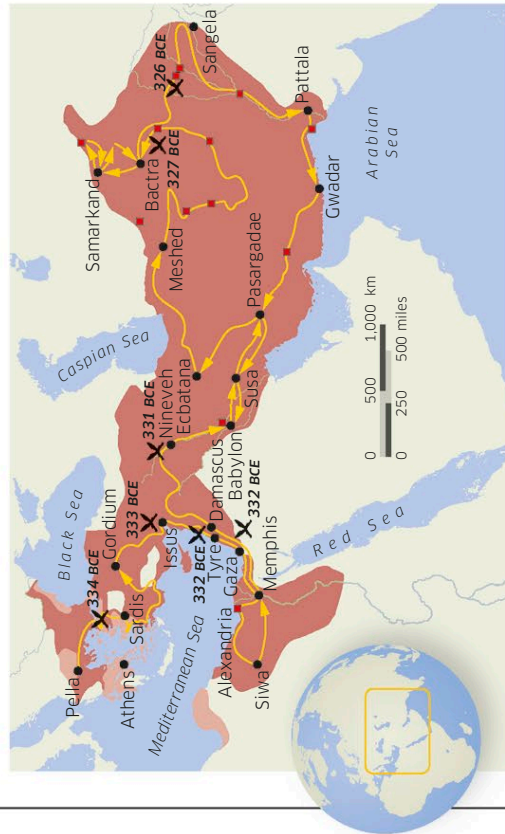 Pella
334 BCE
Black Sea
Gordium
Caspian Sea
Samarkand
Athens
Sardis
333 BCE
Issus
331 BCE
Nineveh
Ecbatana
Meshed
Bactra
327 BCE
326 BCE
Sangela
Mediterranean Sea
332 BCE
Tyre
Damascus
Babylon
Susa
Pasargadae
Alexandria
Gaza
332 BCE
Siwa
Memphis
Gwadar
Pattala
Red Sea
Arabian
Sea
0 500 1,000 km
0 250 500 miles